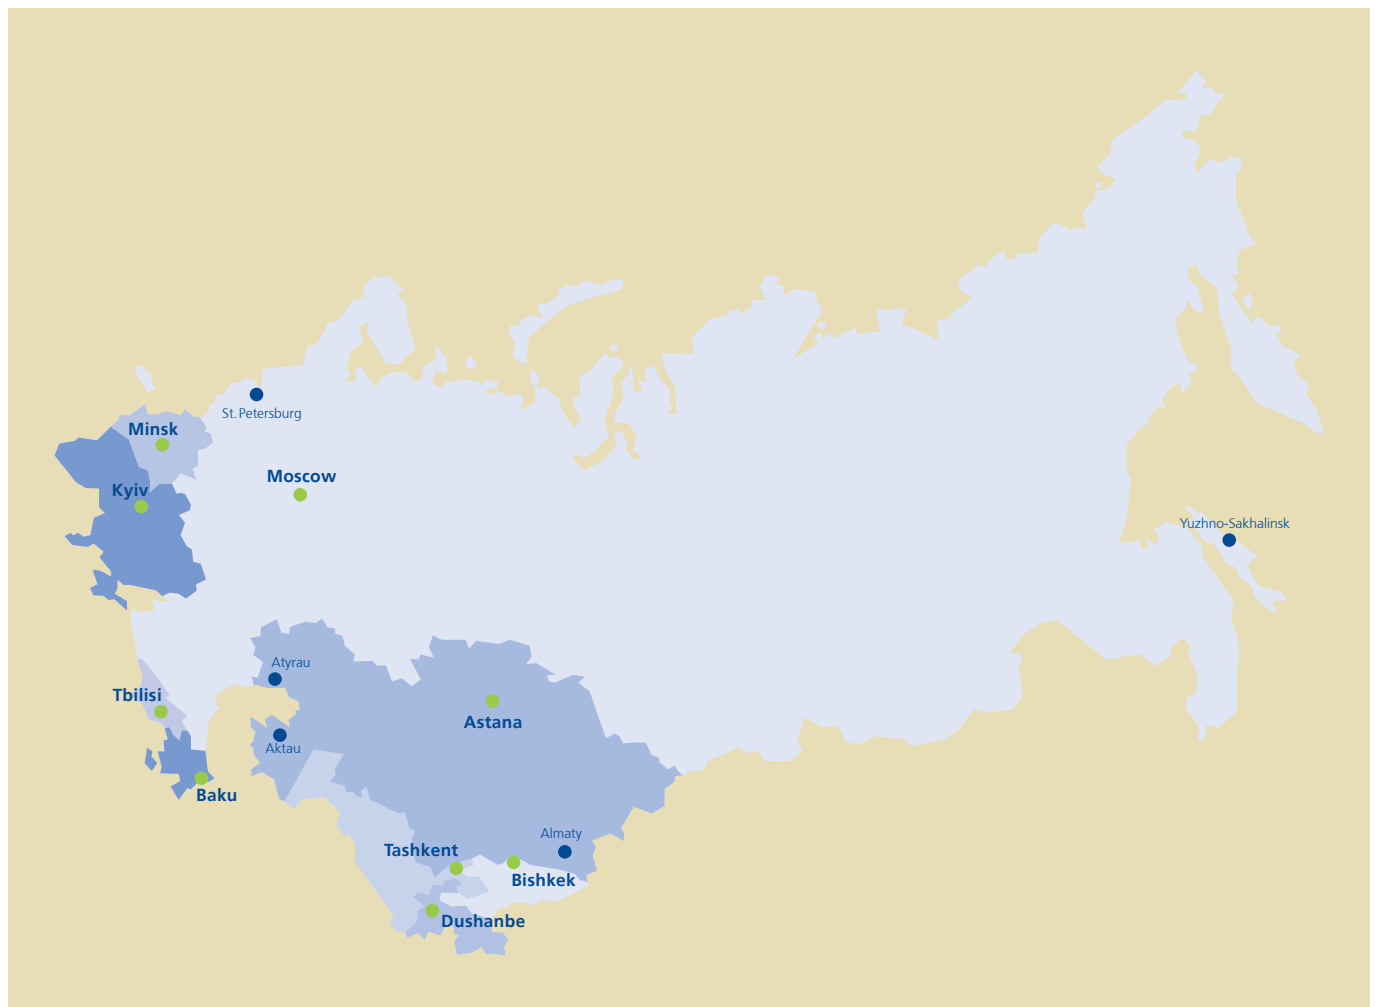 St. Petersburg
Minsk
Moscow
Kyiv
Yuzhno-Sakhalinsk
Atyrau
Tbilisi
Astana
Aktau
Baku
Almaty
Tashkent
Bishkek
Dushanbe